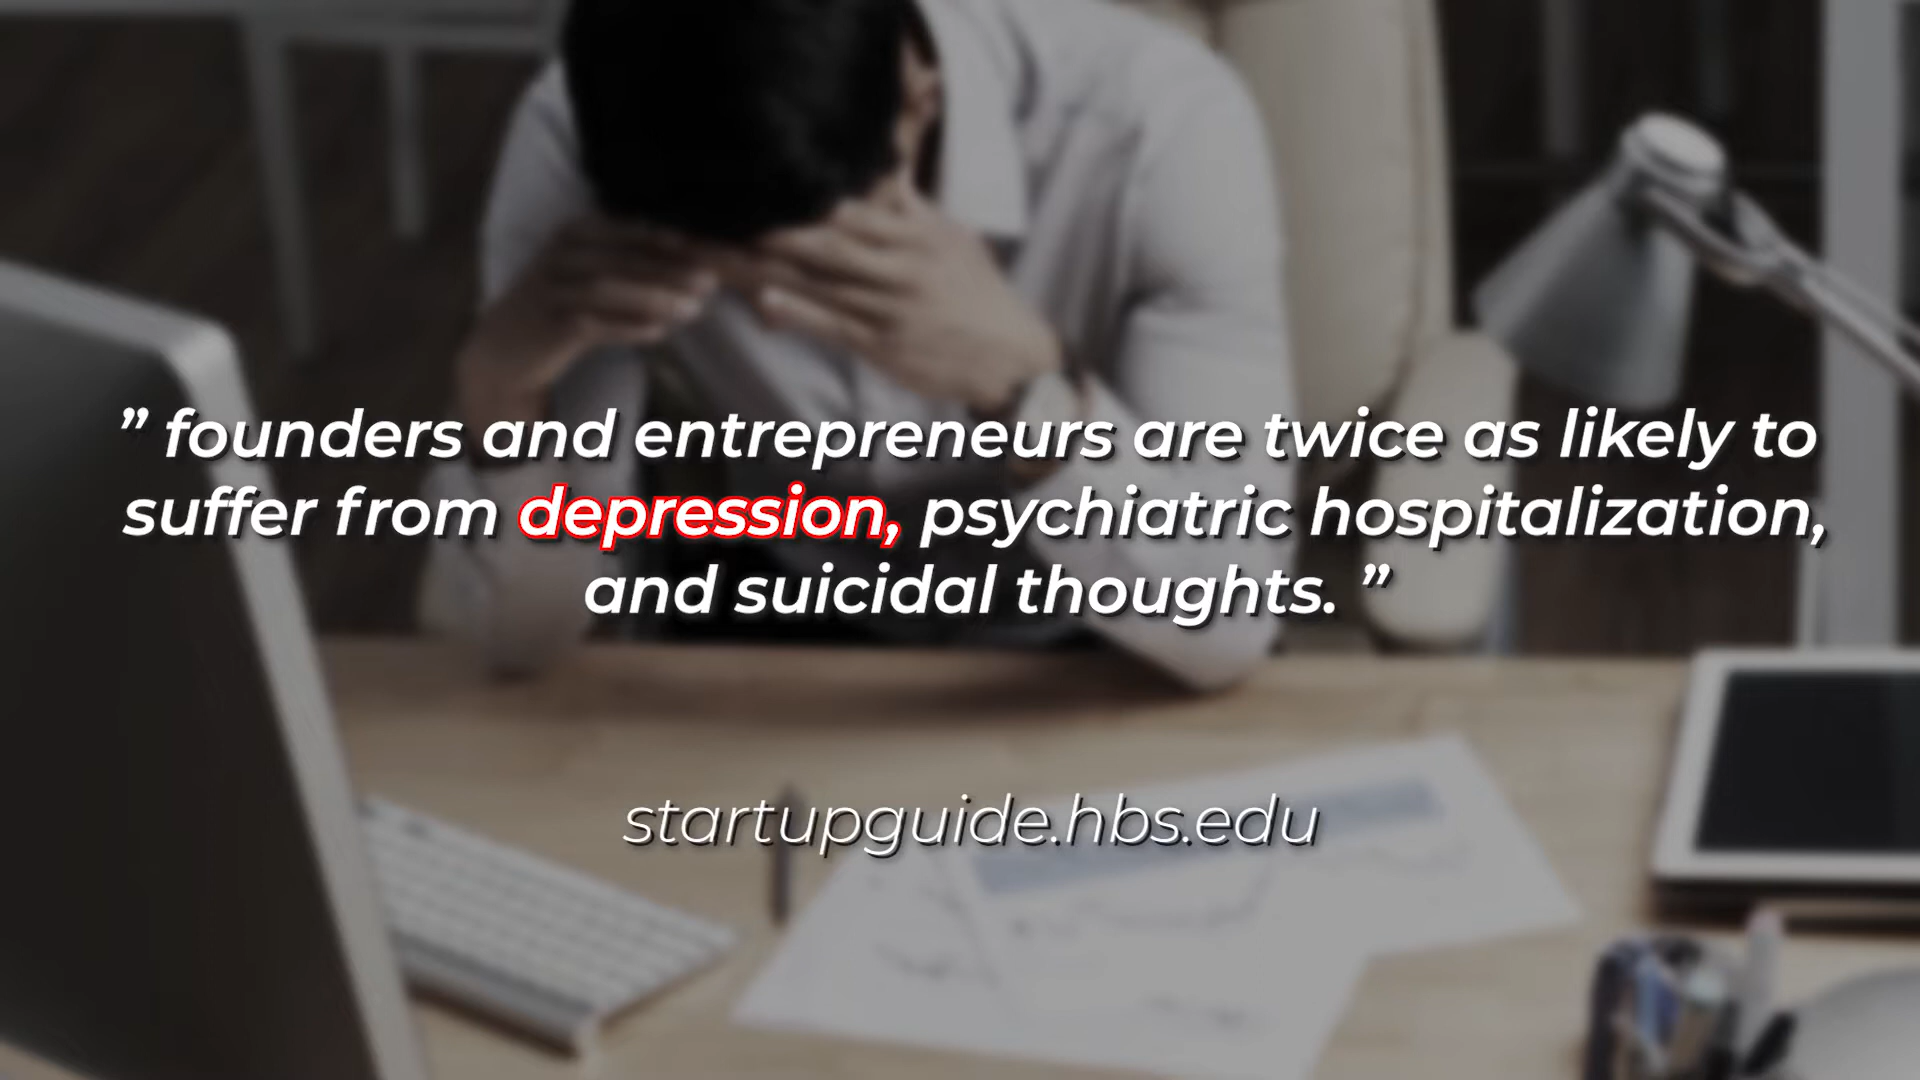 ” founders and entrepreneurs are twice as likely to
suffer from depression, psychiatric hospitalization,
and suicidal thoughts. ”
startupguide.hbs.edu